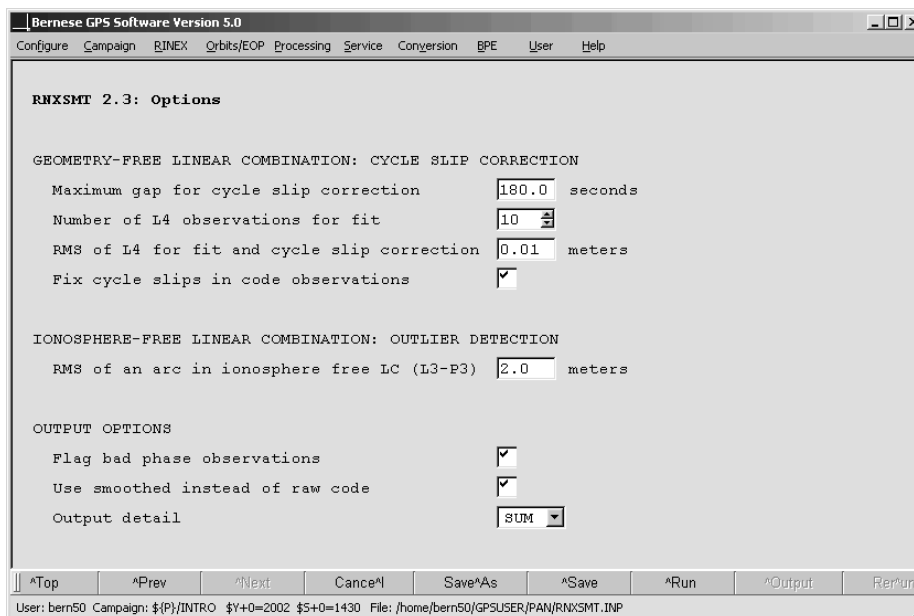 Bernese GPS Software Version 5.0
Configure Campaign RINEX Orbits/EOP Processing Service Conversion BPE User Help
RNXSMT 2.3: Options
GEOMETRY-FREE LINEAR COMBINATION: CYCLE SLIP CORRECTION
Maximum gap for cycle slip correction 180.0 seconds
Number of L4 observations for fit 10
RMS of L4 for fit and cycle slip correction 0.01 meters
Fix cycle slips in code observations
IONOSPHERE-FREE LINEAR COMBINATION: OUTLIER DETECTION
RMS of an arc in ionosphere free LC (L3-P3) 2.0 meters
OUTPUT OPTIONS
Flag bad phase observations
Use smoothed instead of raw code
Output detail SUM
^Top ^Prev ^Next Cance^l Save^As ^Save ^Run ^Output Rer^un
User: bern50 Campaign: ${P}/INTRO $Y+0=2002 $S+0=1430 File: /home/bern50/GPSUSER/PAN/RNXSMT.INP